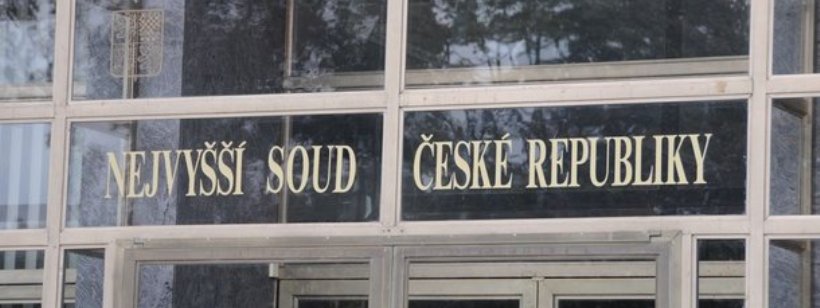 NEJVYŠŠÍ SOUD ČESKÉ REPUBLIKY